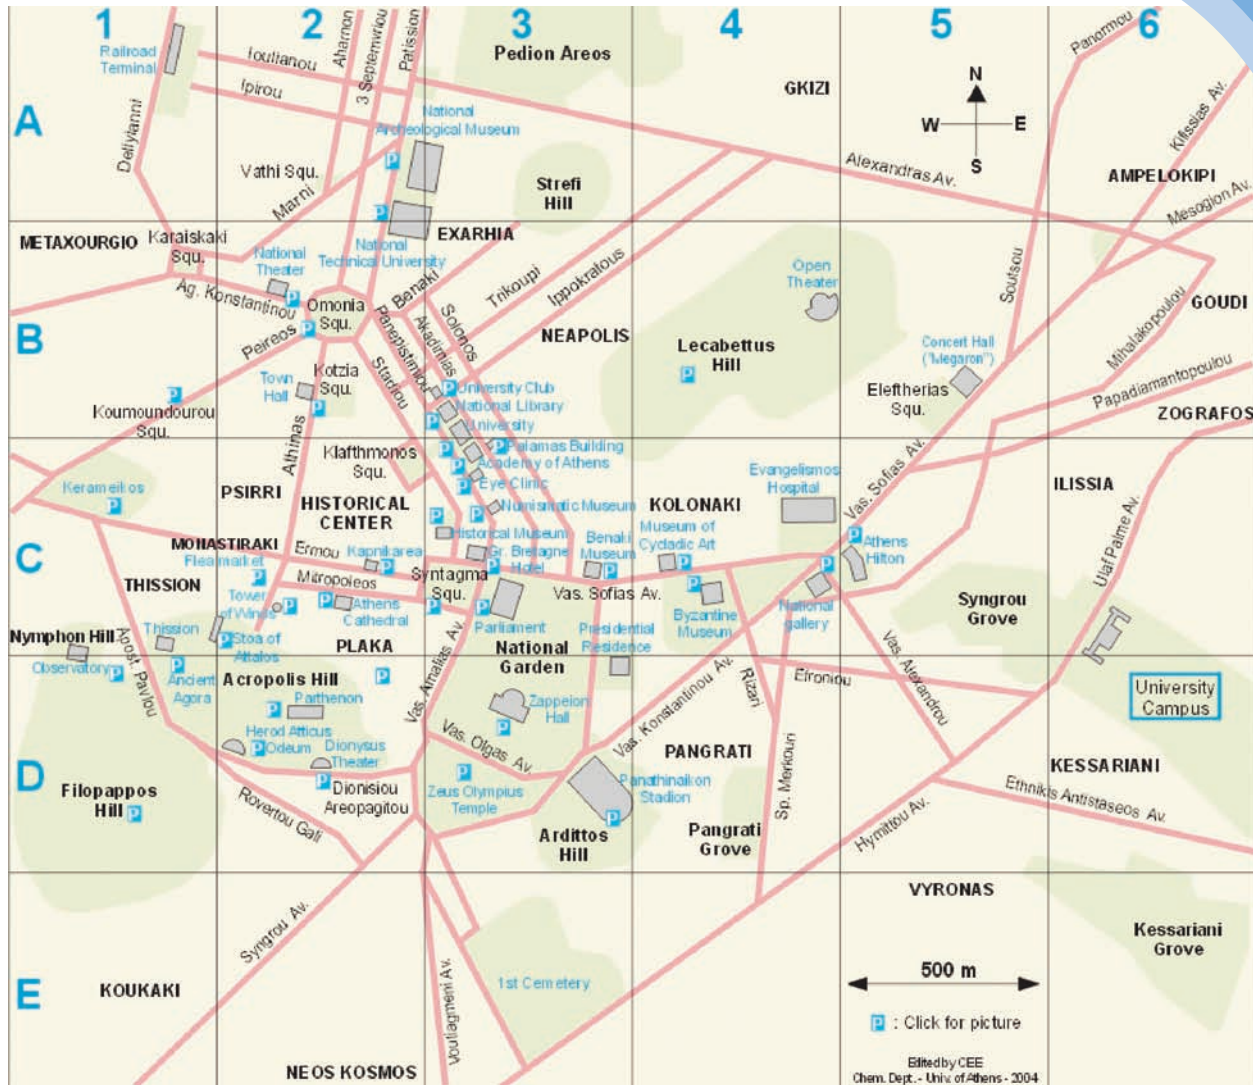 1
2
3
4
5
6
A
B
C
D
E
Railroad
Terminal
Ioulianou
Ipirou
Aharnon
3 Septemvriou
Patission
Pedion Areos
GKIZI
N
W
E
S
Panormou
Kifissias Av.
Deliyianni
National
Archeological Museum
Vathi Squ.
Marni
Strefi
Hill
Alexandras Av.
AMPELOKIPI
Mesogion Av.
METAXOURGIO
Karaiskaki
Squ.
National
Theater
National
Technical University
EXARHIA
Ag. Konstantinou
Omonia
Squ.
Benaki
Trikoupi
Ippokratous
Open
Theater
Soutsou
GOUDI
Peireos
Panepistimiou
Akadimias
Solonos
NEAPOLIS
Lecabettus
Hill
Concert Hall
("Megaron")
Mihalakopoulou
Town
Hall
Kotzia
Squ.
Stadiou
University Club
National Library
University
Eleftherias
Squ.
Papadiamantopoulou
ZOGRAFOS
Koumoundourou
Squ.
Athinas
Klafthmonos
Squ.
Palamas Building
Academy of Athens
Eye Clinic
Evangelismos
Hospital
Vas. Sofias Av.
Kerameikos
PSIRRI
HISTORICAL
CENTER
Numismatic Museum
KOLONAKI
ILISSIA
Ulaf Palme Av.
MONASTIRAKI
Flea market
Ermou
Kapnikarea
Historical Museum
Gr. Bretagne
Hotel
Benaki
Museum
Museum of
Cycladic Art
Athens
Hilton
THISSION
Mitropoleos
Syntagma
Squ.
Vas. Sofias Av.
Tower
of Winds
Athens
Cathedral
Parliament
Presidential
Residence
Byzantine
Museum
National
gallery
Syngrou
Grove
Nymphon Hill
Thission
Stoa of
Attalos
PLAKA
National
Garden
Observatory
Apost. Pavlou
Ancient
Agora
Acropolis Hill
Parthenon
Vas. Amalias Av.
Zappeion
Hall
Vas. Konstantinou Av.
Rizari
Efroniou
Vas. Alexandrou
University
Campus
Herod Atticus
Odeum
Dionysus
Theater
Vas. Olgas Av.
PANGRATI
Sp. Merkouri
KESSARIANI
Filopappos
Hill
Rovertou Gali
Dionisiou
Areopagitou
Zeus Olympius
Temple
Panathinaikon
Stadion
Ardittos
Hill
Pangrati
Grove
Hymittou Av.
Ethnikis Antistaseos Av.
VYRONAS
Kessariani
Grove
Syngrou Av.
KOUKAKI
Vouliagmeni Av.
1st Cemetery
500 m
P : Click for picture
NEOS KOSMOS
Edited by CEE
Chem. Dept. - Univ. of Athens - 2004